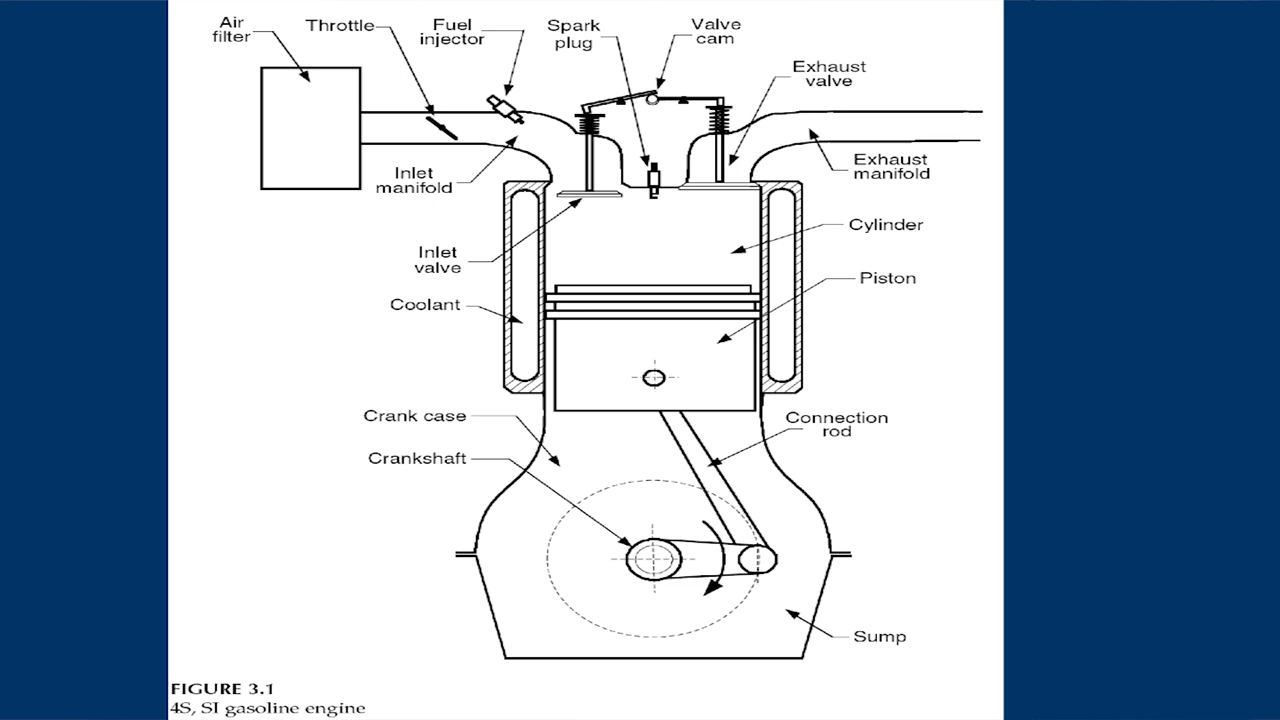 Air
filter
Throttle
Fuel
injector
Spark
plug
Valve
cam
Exhaust
valve
Inlet
manifold
Exhaust
manifold
Cylinder
Inlet
valve
Piston
Coolant
Crank case
Connection
rod
Crankshaft
Sump
FIGURE 3.1
4S, SI gasoline engine